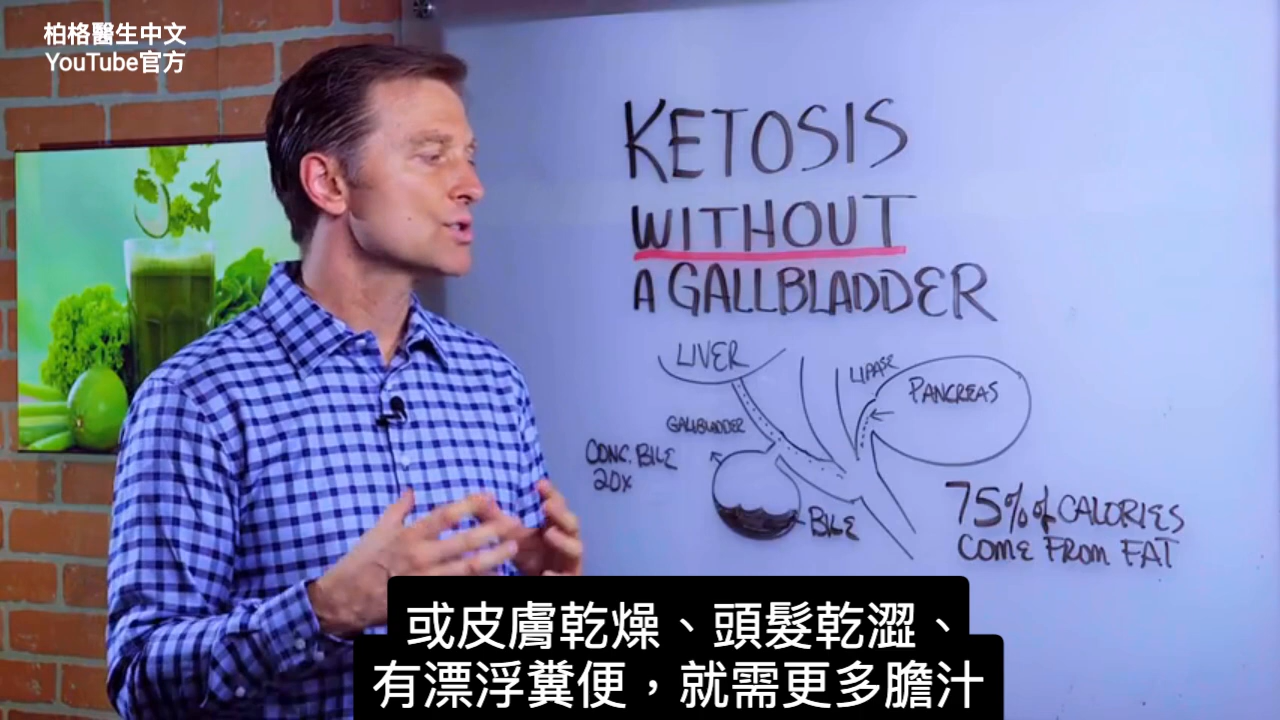 柏格醫生中文
YouTube官方
KETOSIS
WITHOUT
A GALLBLADDER
LIVER
LIPASE
PANCREAS
GALLBLADDER
CONC. BILE
20X
BILE
75% of CALORIES
COME FROM FAT
或皮膚乾燥、頭髮乾澀、
有漂浮糞便，就需更多膽汁